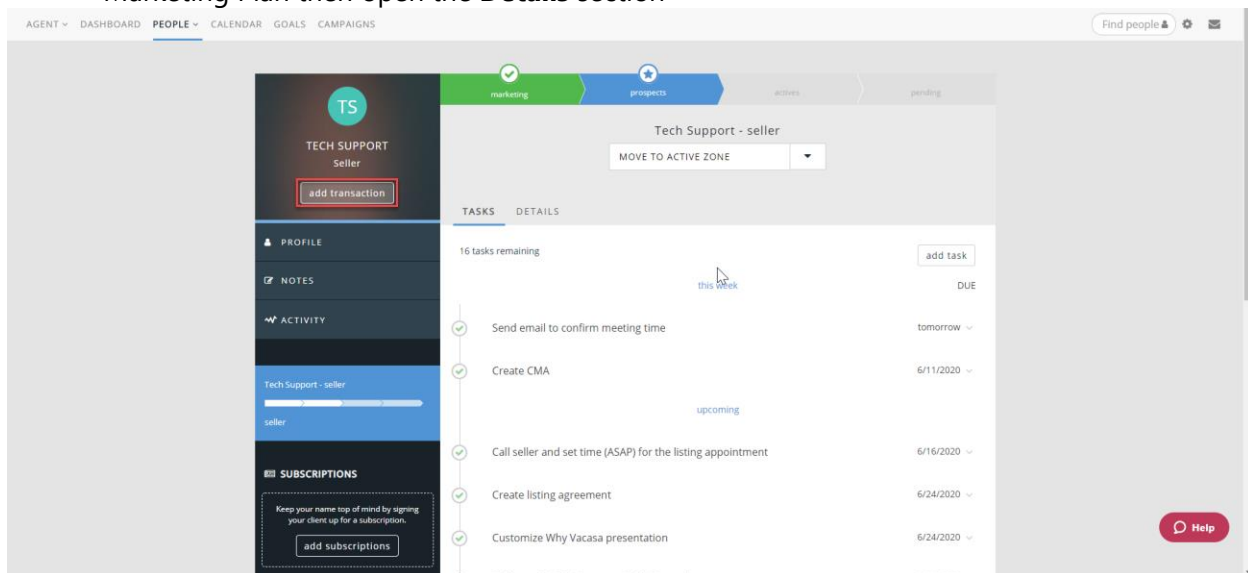 Marketing Plan then open the Details section
AGENT DASHBOARD PEOPLE CALENDAR GOALS CAMPAIGNS
Find people
marketing
prospects
actives
pending
TS
TECH SUPPORT
Seller
add transaction
Tech Support - seller
MOVE TO ACTIVE ZONE
TASKS DETAILS
PROFILE
NOTES
ACTIVITY
Tech Support - seller
seller
SUBSCRIPTIONS
Keep your name top of mind by signing
your client up for a subscription.
add subscriptions
16 tasks remaining
add task
this week
DUE
Send email to confirm meeting time
tomorrow
Create CMA
6/11/2020
upcoming
Call seller and set time (ASAP) for the listing appointment
6/16/2020
Create listing agreement
6/24/2020
Customize Why Vacasa presentation
6/24/2020
Help